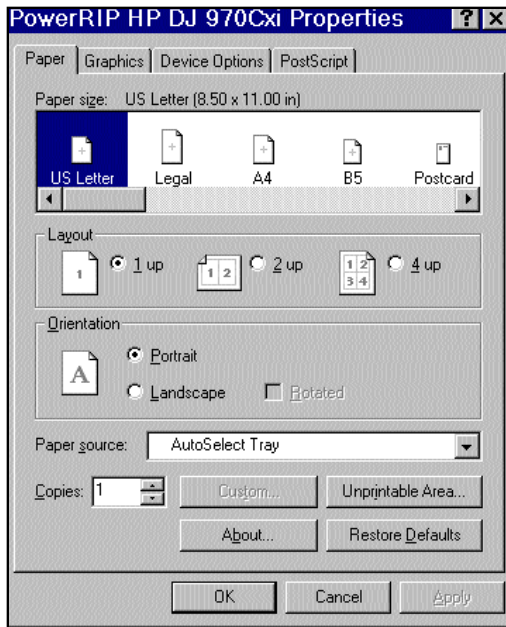 PowerRIP HP DJ 970Cxi Properties ? X
Paper Graphics Device Options PostScript
Paper size: US Letter (8.50 x 11.00 in)
US Letter Legal A4 B5 Postcard
Layout
1 1 up 1 2 2 up 1 2 3 4 4 up
Orientation
A Portrait
Landscape Rotated
Paper source: AutoSelect Tray
Copies: 1 Custom... Unprintable Area...
About... Restore Defaults
OK Cancel Apply